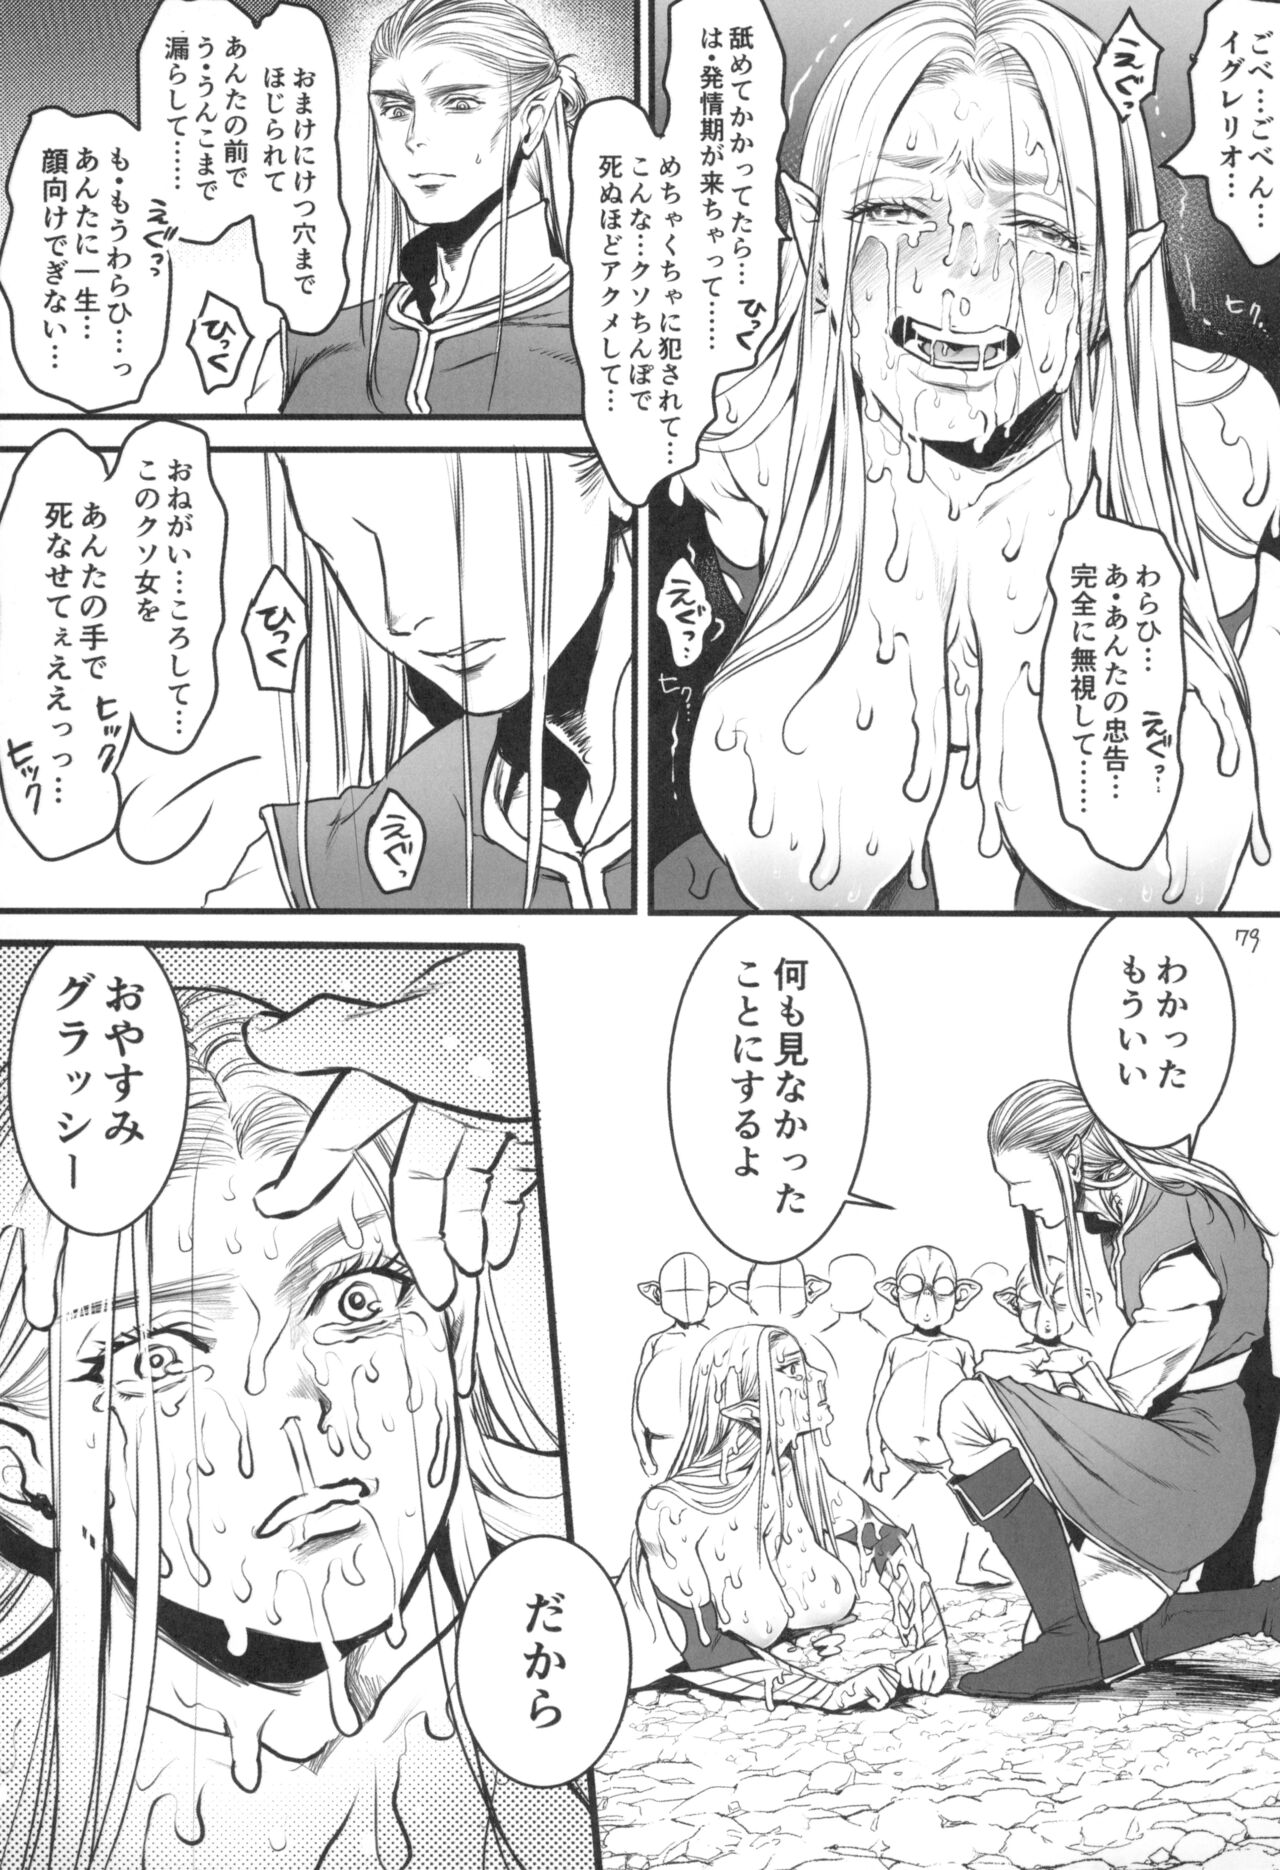 ごべ…ごべん…
イグレリオ…
えぐっ
ヒク…
わらひ…
あ・あんたの忠告…
完全に無視して……
えぐっ…
舐めてかかってたら…
は・発情期が来ちゃって……
ひっく
めちゃくちゃに犯されて…
こんな…クソちんぽで
死ぬほどアクメして…
えぐっ…
ヒク…
おまけにけつ穴まで
ほじられて
あんたの前で
う・うんこまで
漏らして……
も・もうわらひ…っ
あんたに一生…
顔向けでぎない…
えぐっっ
ひっく
おねがい…ころして…
このクソ女を
あんたの手で
死なせてぇええっっ…
ヒック
ヒック
ひっく
えぐっ
79
わかった
もういい
何も見なかった
ことにするよ
だから
おやすみ
グラッシー